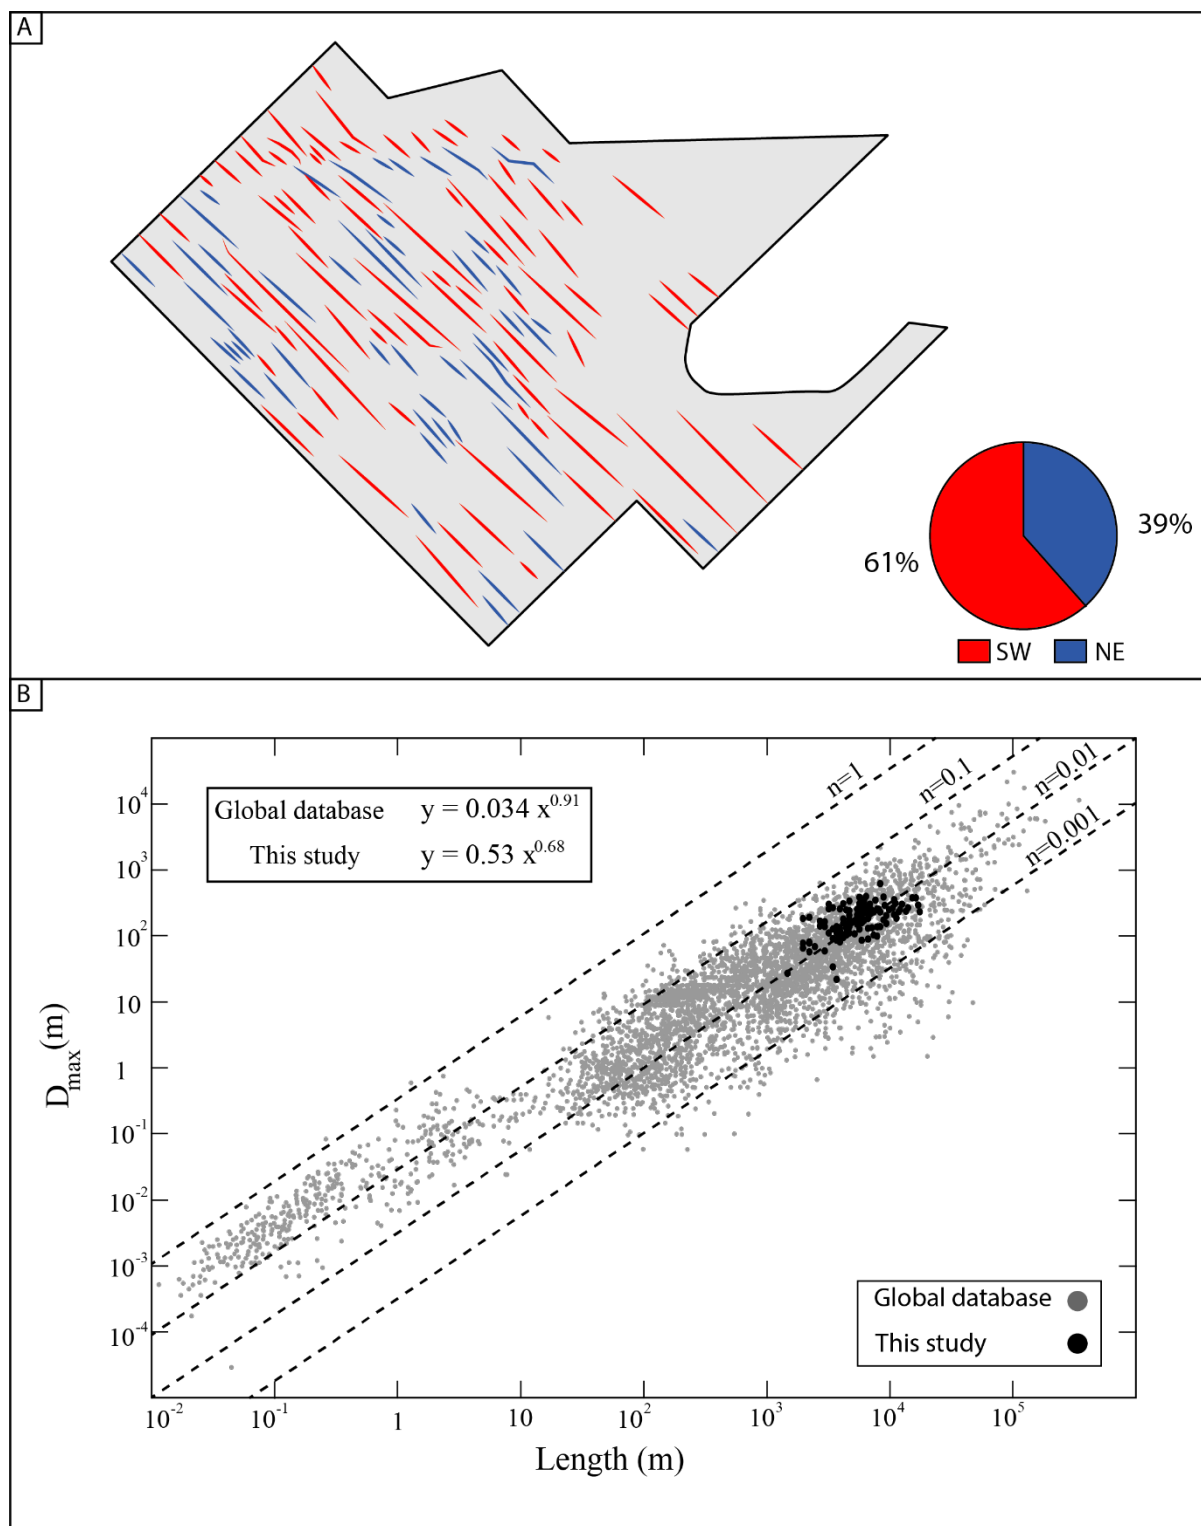 A
39%
61%
SW NE
B
n=1
n=0.1
n=0.01
n=0.001
Global database y = 0.034 x^0.91
This study y = 0.53 x^0.68
10^4
10^3
10^2
10
1
10^-1
10^-2
10^-3
10^-4
D_max (m)
Global database
This study
10^-2 10^-1 1 10 10^2 10^3 10^4 10^5
Length (m)